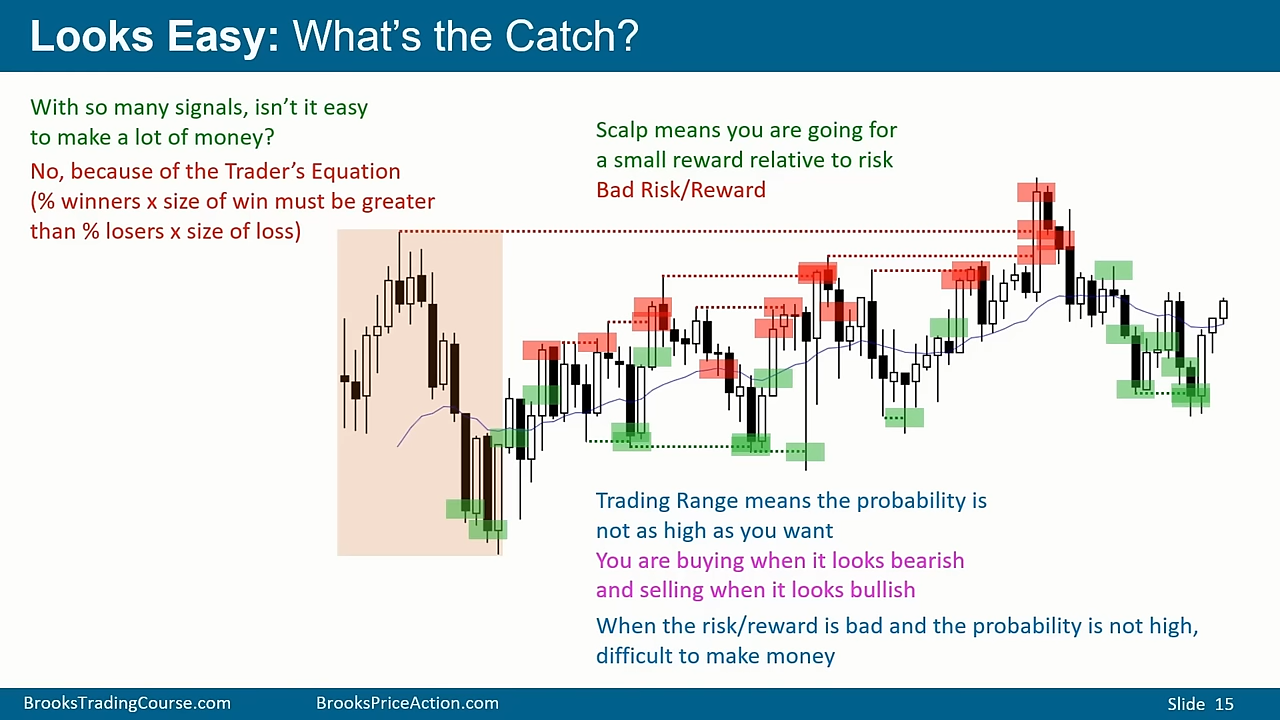 Looks Easy: What's the Catch?
With so many signals, isn't it easy
to make a lot of money?
No, because of the Trader's Equation
(% winners x size of win must be greater
than % losers x size of loss)
Scalp means you are going for
a small reward relative to risk
Bad Risk/Reward
Trading Range means the probability is
not as high as you want
You are buying when it looks bearish
and selling when it looks bullish
When the risk/reward is bad and the probability is not high,
difficult to make money
BrooksTradingCourse.com
BrooksPriceAction.com
Slide 15